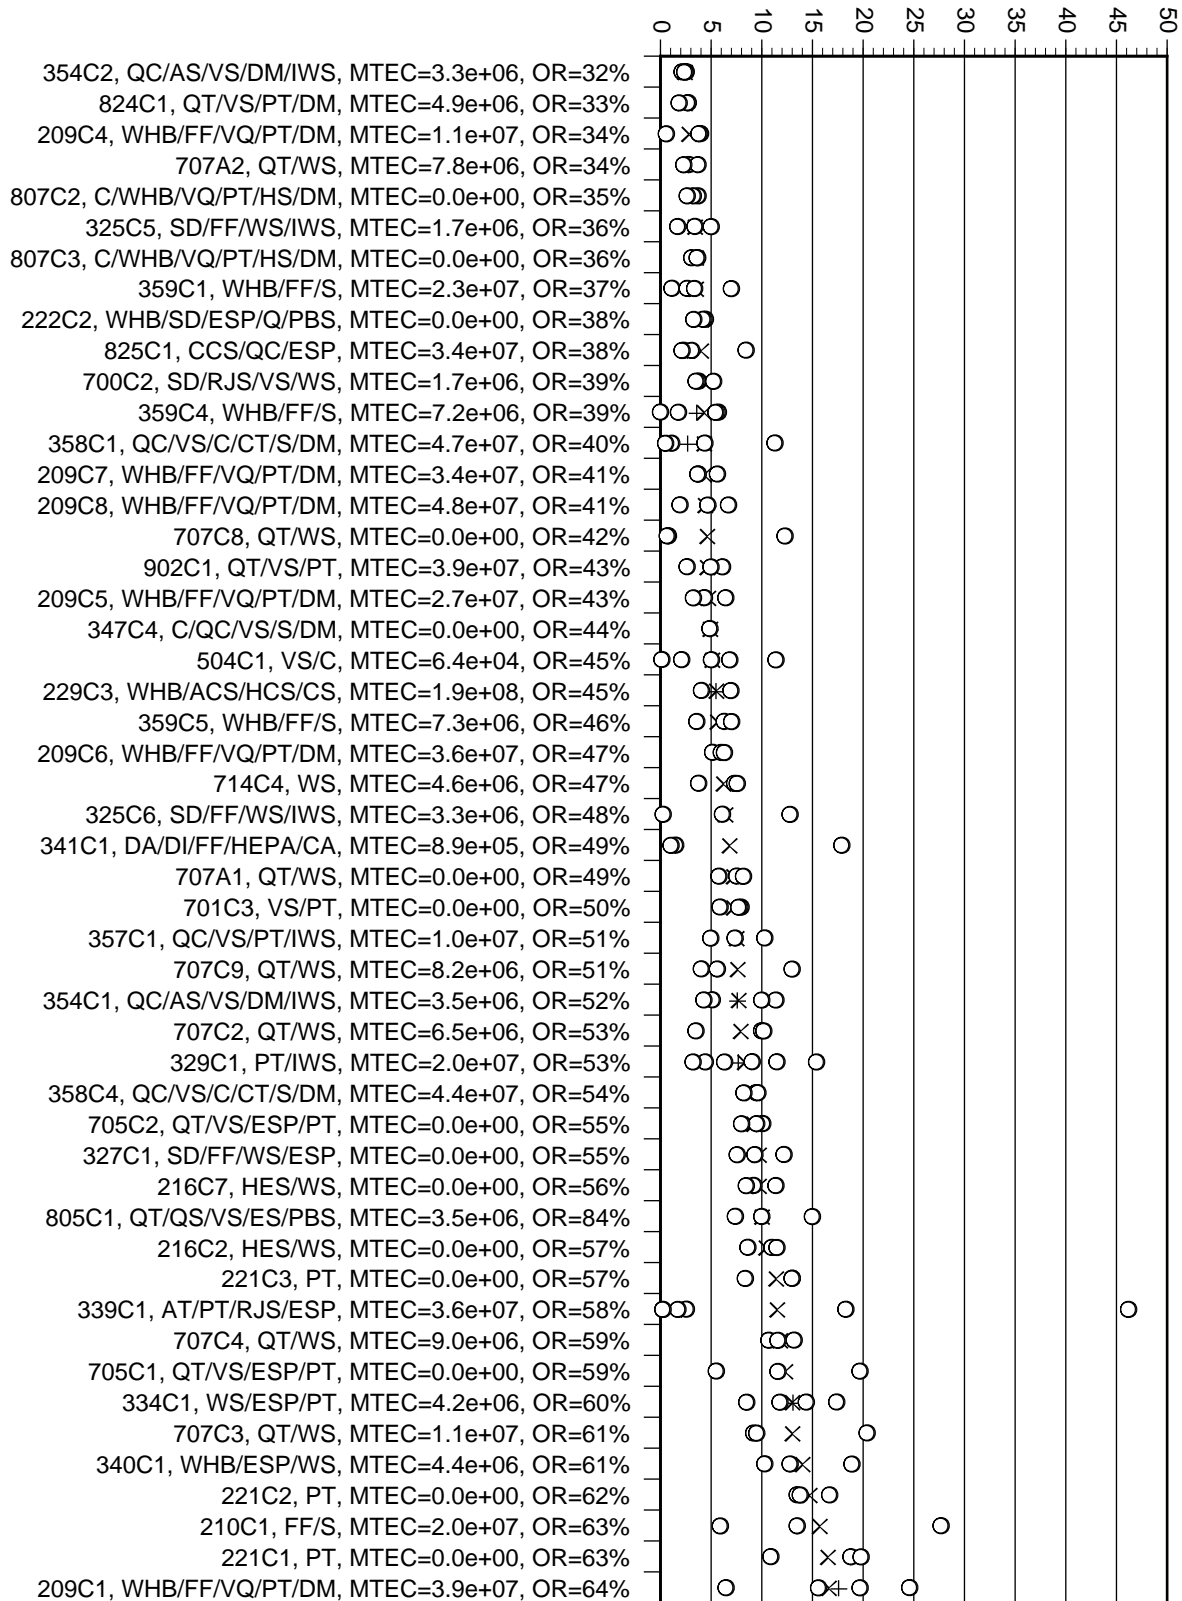 0 5 10 15 20 25 30 35 40 45 50
354C2, QC/AS/VS/DM/IWS, MTEC=3.3e+06, OR=32%
824C1, QT/VS/PT/DM, MTEC=4.9e+06, OR=33%
209C4, WHB/FF/VQ/PT/DM, MTEC=1.1e+07, OR=34%
707A2, QT/WS, MTEC=7.8e+06, OR=34%
807C2, C/WHB/VQ/PT/HS/DM, MTEC=0.0e+00, OR=35%
325C5, SD/FF/WS/IWS, MTEC=1.7e+06, OR=36%
807C3, C/WHB/VQ/PT/HS/DM, MTEC=0.0e+00, OR=36%
359C1, WHB/FF/S, MTEC=2.3e+07, OR=37%
222C2, WHB/SD/ESP/Q/PBS, MTEC=0.0e+00, OR=38%
825C1, CCS/QC/ESP, MTEC=3.4e+07, OR=38%
700C2, SD/RJS/VS/WS, MTEC=1.7e+06, OR=39%
359C4, WHB/FF/S, MTEC=7.2e+06, OR=39%
358C1, QC/VS/C/CT/S/DM, MTEC=4.7e+07, OR=40%
209C7, WHB/FF/VQ/PT/DM, MTEC=3.4e+07, OR=41%
209C8, WHB/FF/VQ/PT/DM, MTEC=4.8e+07, OR=41%
707C8, QT/WS, MTEC=0.0e+00, OR=42%
902C1, QT/VS/PT, MTEC=3.9e+07, OR=43%
209C5, WHB/FF/VQ/PT/DM, MTEC=2.7e+07, OR=43%
347C4, C/QC/VS/S/DM, MTEC=0.0e+00, OR=44%
504C1, VS/C, MTEC=6.4e+04, OR=45%
229C3, WHB/ACS/HCS/CS, MTEC=1.9e+08, OR=45%
359C5, WHB/FF/S, MTEC=7.3e+06, OR=46%
209C6, WHB/FF/VQ/PT/DM, MTEC=3.6e+07, OR=47%
714C4, WS, MTEC=4.6e+06, OR=47%
325C6, SD/FF/WS/IWS, MTEC=3.3e+06, OR=48%
341C1, DA/DI/FF/HEPA/CA, MTEC=8.9e+05, OR=49%
707A1, QT/WS, MTEC=0.0e+00, OR=49%
701C3, VS/PT, MTEC=0.0e+00, OR=50%
357C1, QC/VS/PT/IWS, MTEC=1.0e+07, OR=51%
707C9, QT/WS, MTEC=8.2e+06, OR=51%
354C1, QC/AS/VS/DM/IWS, MTEC=3.5e+06, OR=52%
707C2, QT/WS, MTEC=6.5e+06, OR=53%
329C1, PT/IWS, MTEC=2.0e+07, OR=53%
358C4, QC/VS/C/CT/S/DM, MTEC=4.4e+07, OR=54%
705C2, QT/VS/ESP/PT, MTEC=0.0e+00, OR=55%
327C1, SD/FF/WS/ESP, MTEC=0.0e+00, OR=55%
216C7, HES/WS, MTEC=0.0e+00, OR=56%
805C1, QT/QS/VS/ES/PBS, MTEC=3.5e+06, OR=84%
216C2, HES/WS, MTEC=0.0e+00, OR=57%
221C3, PT, MTEC=0.0e+00, OR=57%
339C1, AT/PT/RJS/ESP, MTEC=3.6e+07, OR=58%
707C4, QT/WS, MTEC=9.0e+06, OR=59%
705C1, QT/VS/ESP/PT, MTEC=0.0e+00, OR=59%
334C1, WS/ESP/PT, MTEC=4.2e+06, OR=60%
707C3, QT/WS, MTEC=1.1e+07, OR=61%
340C1, WHB/ESP/WS, MTEC=4.4e+06, OR=61%
221C2, PT, MTEC=0.0e+00, OR=62%
210C1, FF/S, MTEC=2.0e+07, OR=63%
221C1, PT, MTEC=0.0e+00, OR=63%
209C1, WHB/FF/VQ/PT/DM, MTEC=3.9e+07, OR=64%